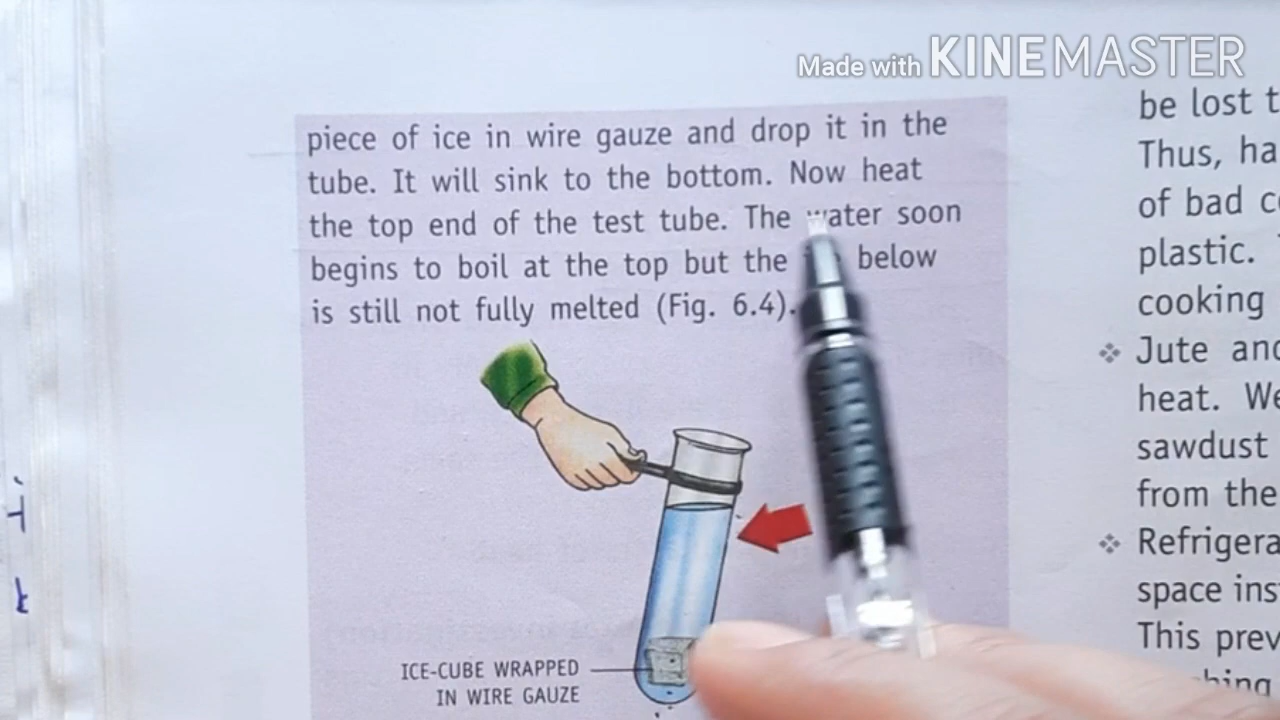 Made with KINEMASTER
piece of ice in wire gauze and drop it in the
tube. It will sink to the bottom. Now heat
the top end of the test tube. The water soon
begins to boil at the top but the below
is still not fully melted (Fig. 6.4).
ICE-CUBE WRAPPED
IN WIRE GAUZE
be lost t
Thus, ha
of bad c
plastic.
cooking
❖ Jute and
heat. We
sawdust
from the
❖ Refrigera
space ins
This prev
hing